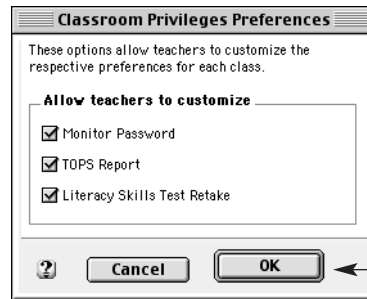 Classroom Privileges Preferences
These options allow teachers to customize the
respective preferences for each class.
Allow teachers to customize
Monitor Password
TOPS Report
Literacy Skills Test Retake
?
Cancel
OK